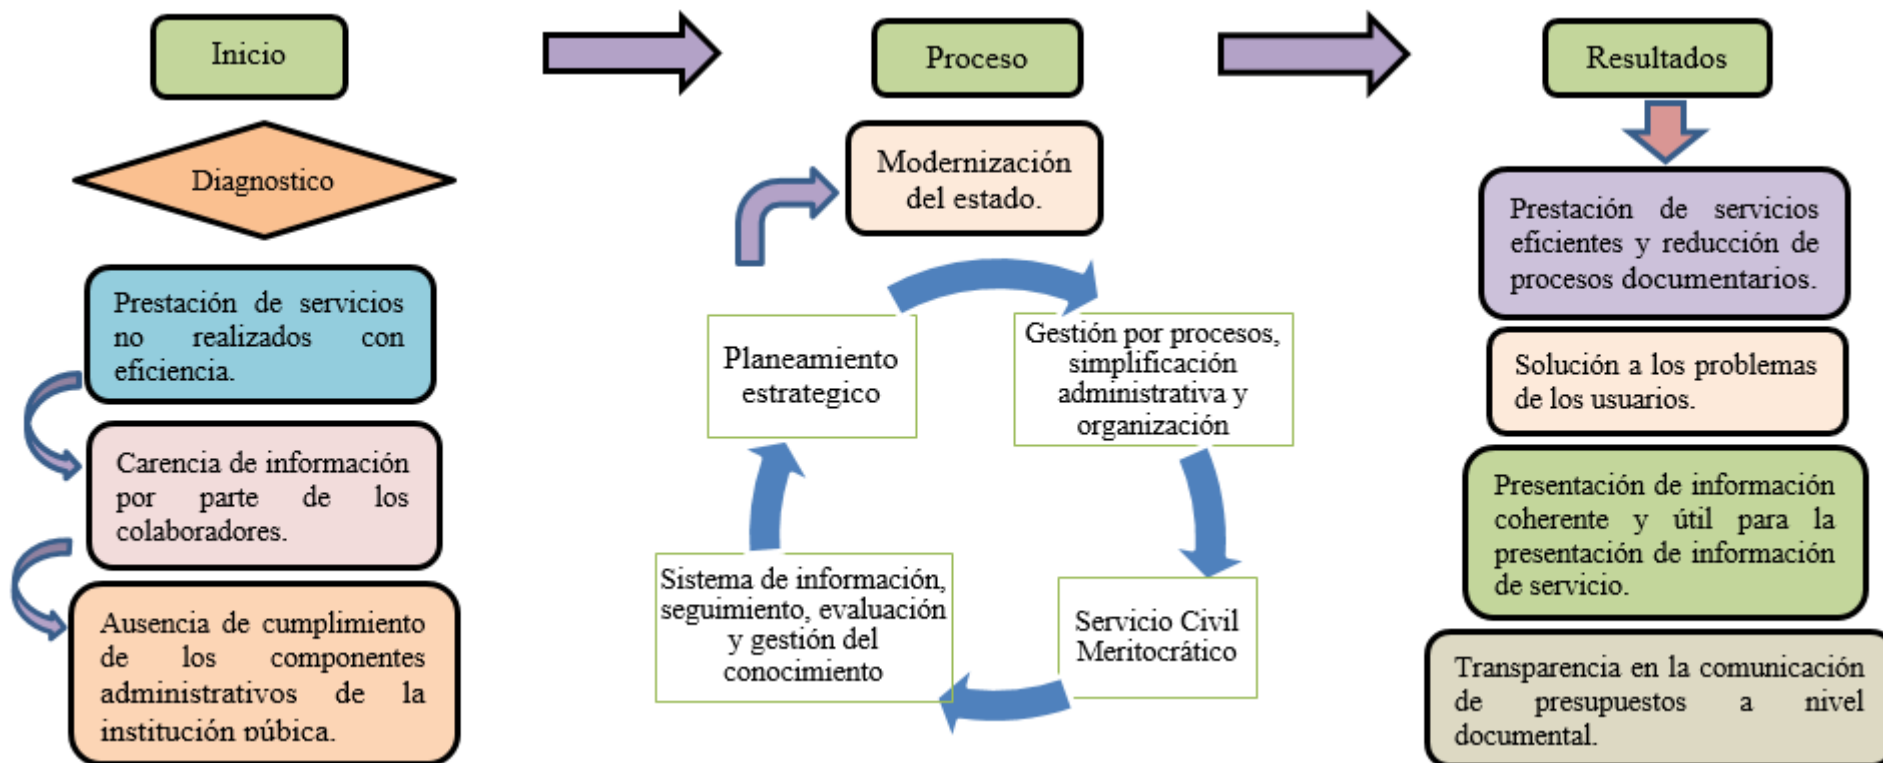 Inicio
Proceso
Resultados
Diagnostico
Prestación de servicios
no realizados con
eficiencia.
Carencia de información
por parte de los
colaboradores.
Ausencia de cumplimiento
de los componentes
administrativos de la
institución púbica.
Modernización
del estado.
Planeamiento
estrategico
Gestión por procesos,
simplificación
administrativa y
organización
Servicio Civil
Meritocrático
Sistema de información,
seguimiento, evaluación
y gestión del
conocimiento
Prestación de servicios
eficientes y reducción de
procesos documentarios.
Solución a los problemas
de los usuarios.
Presentación de información
coherente y útil para la
presentación de información
de servicio.
Transparencia en la comunicación
de presupuestos a nivel
documental.